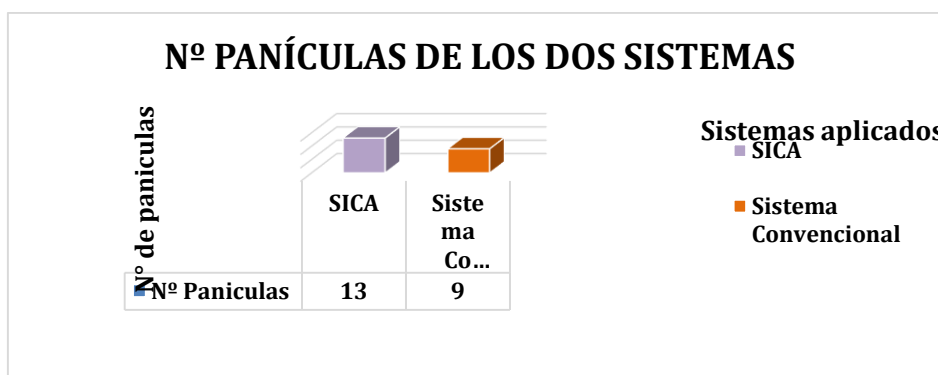 Nº PANÍCULAS DE LOS DOS SISTEMAS
N° de paniculas
SICA
Siste
ma
Co...
Nº Paniculas 13 9
Sistemas aplicados
SICA
Sistema
Convencional